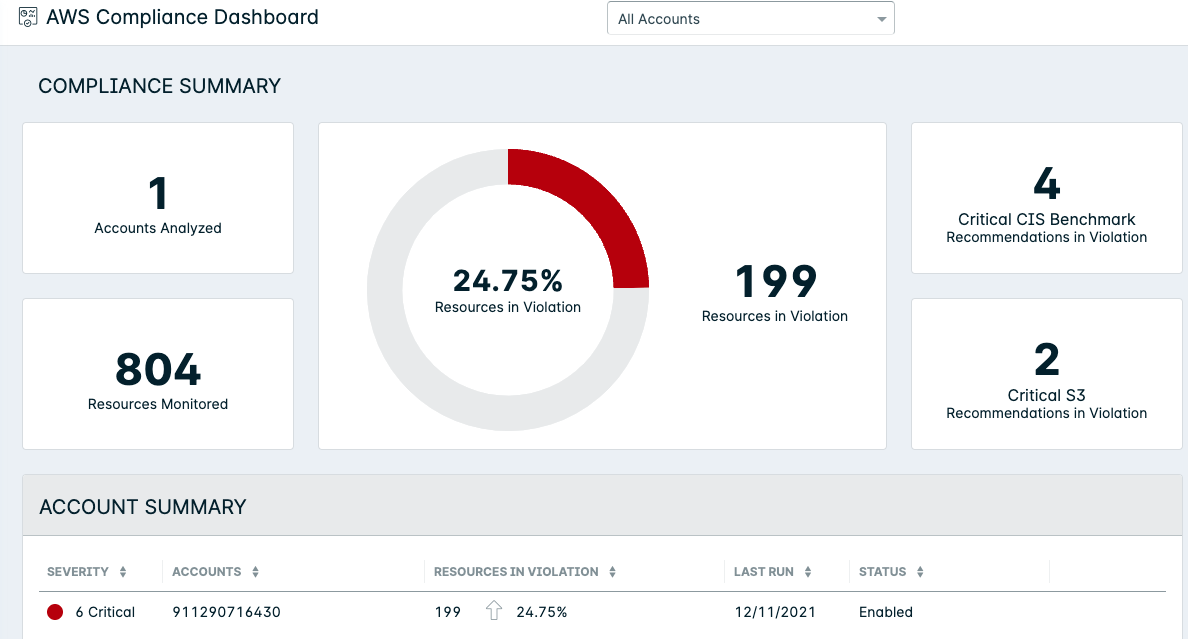 AWS Compliance Dashboard
All Accounts
COMPLIANCE SUMMARY
1
Accounts Analyzed
804
Resources Monitored
24.75%
Resources in Violation
199
Resources in Violation
4
Critical CIS Benchmark
Recommendations in Violation
2
Critical S3
Recommendations in Violation
ACCOUNT SUMMARY
SEVERITY ACCOUNTS RESOURCES IN VIOLATION LAST RUN STATUS
6 Critical 911290716430 199 24.75% 12/11/2021 Enabled